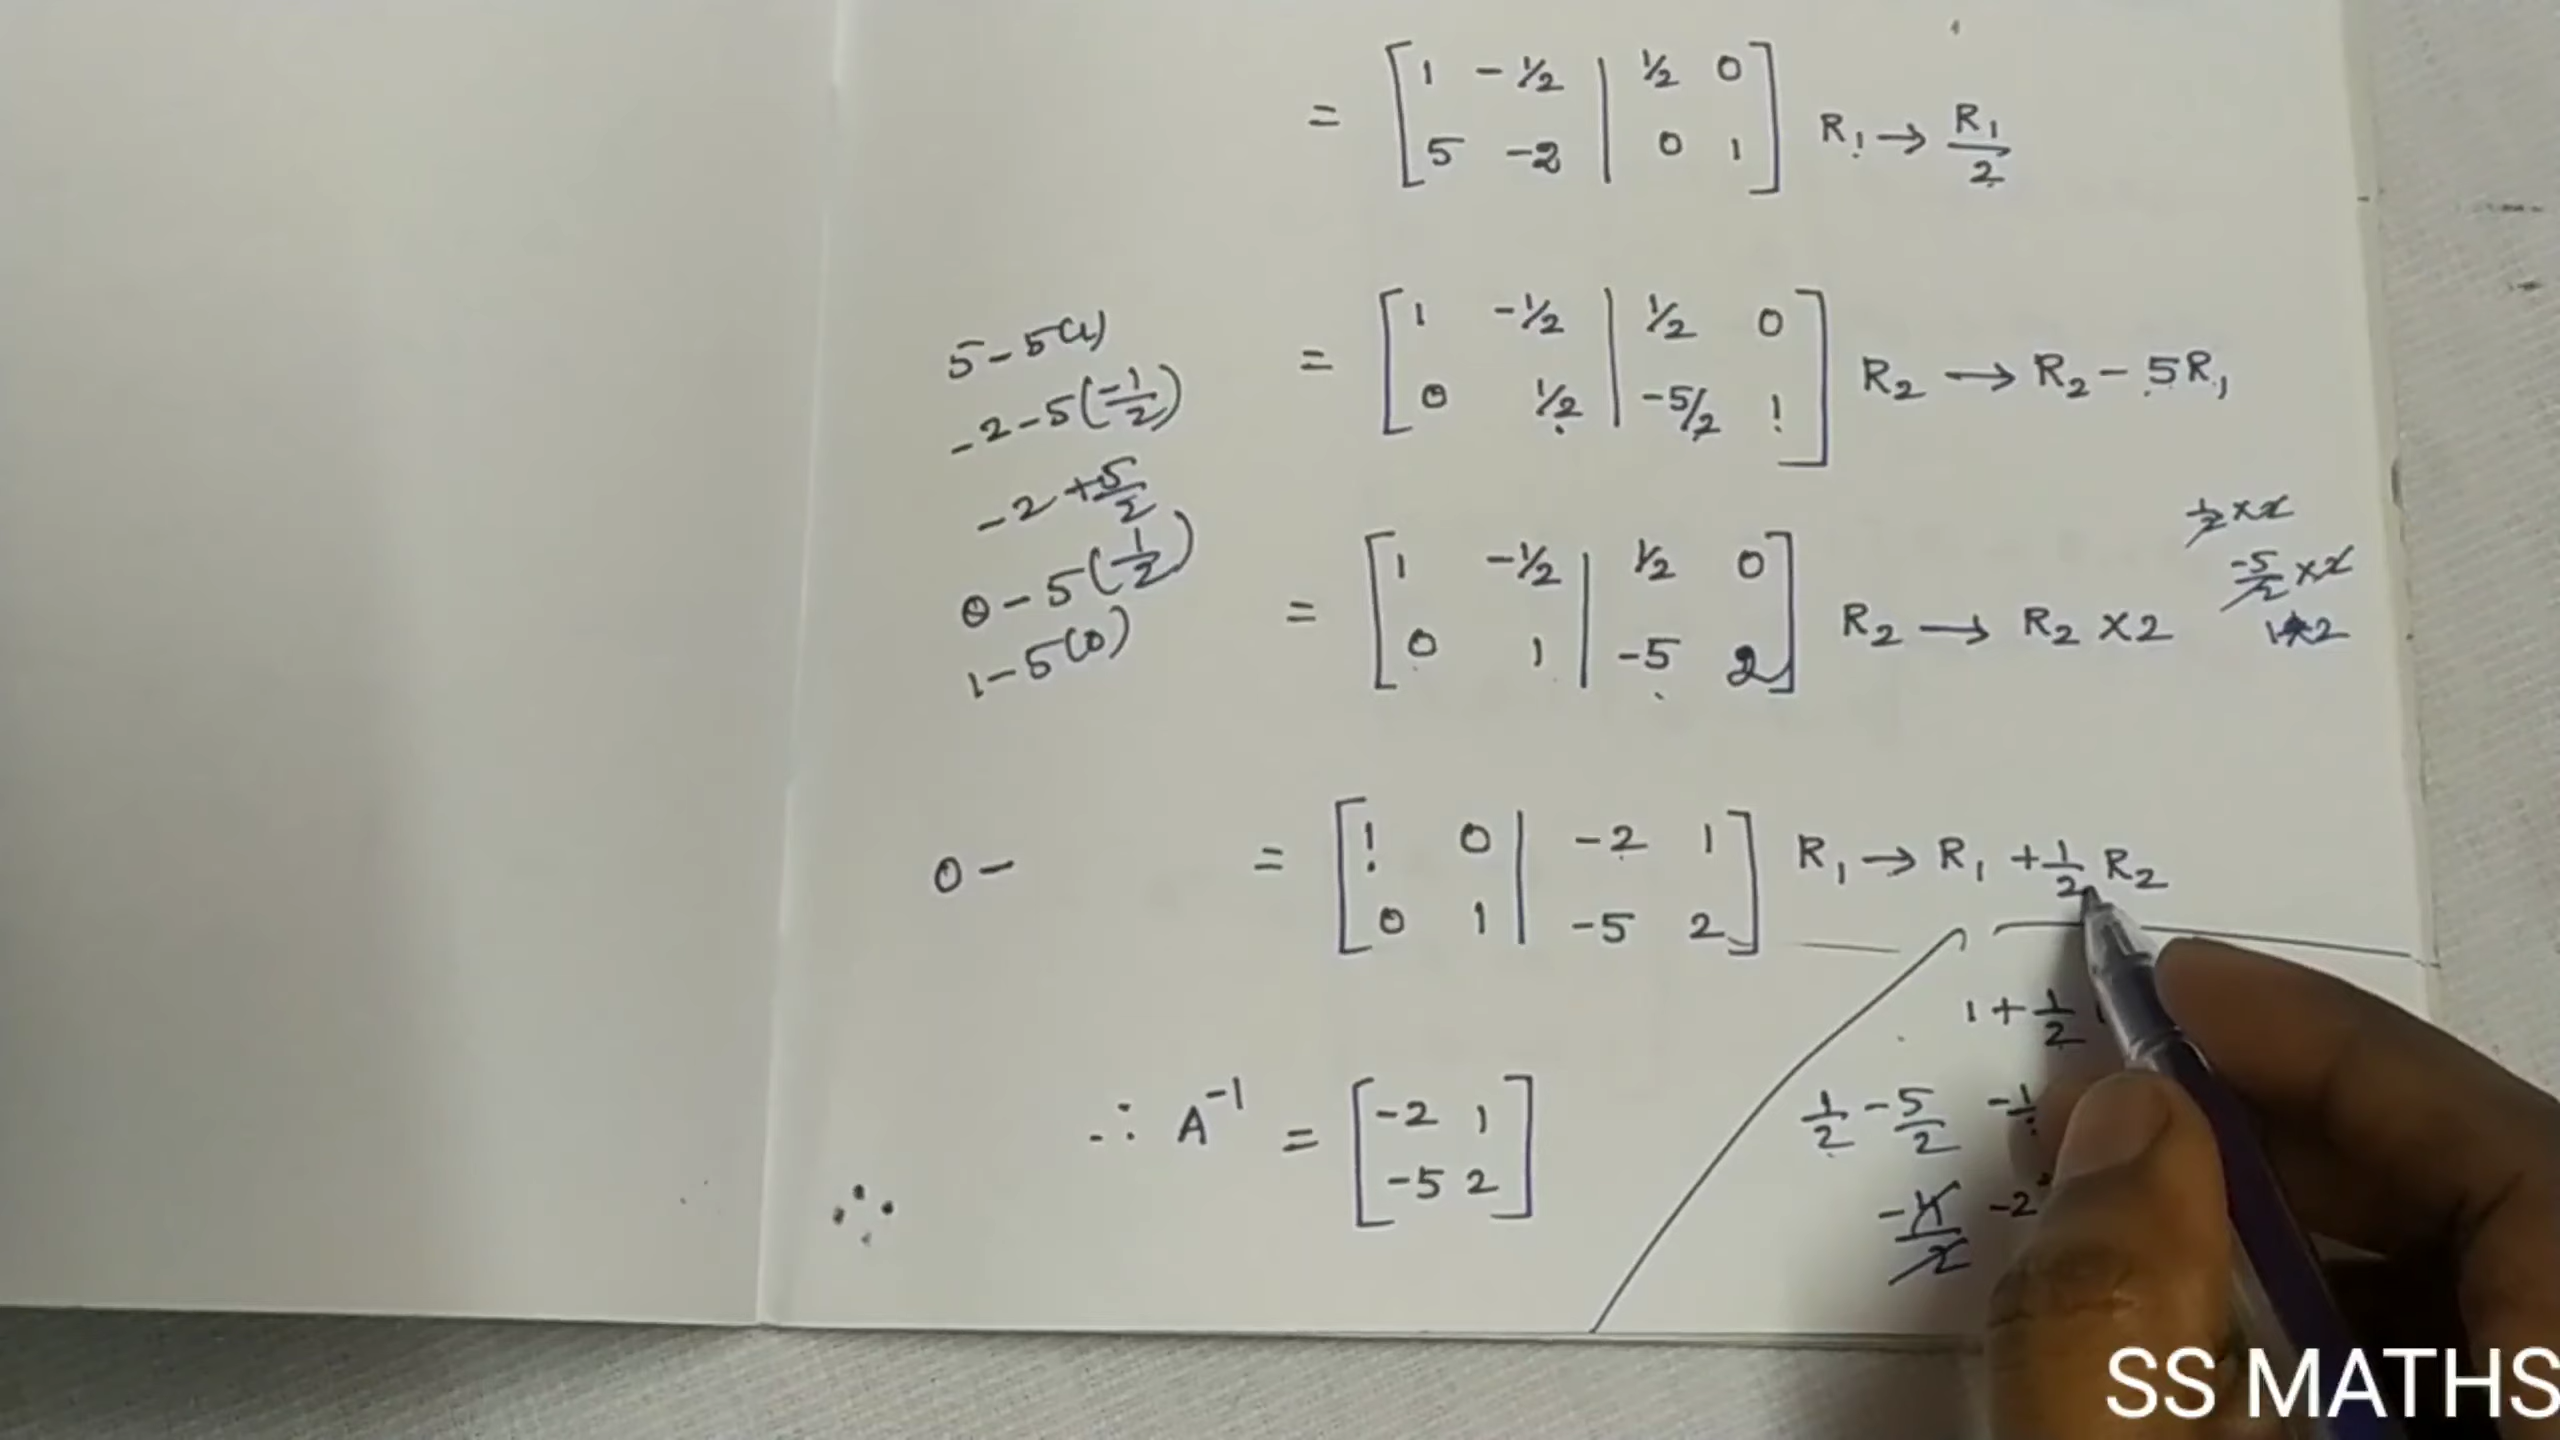 = [ 1 -1/2 | 1/2 0
5 -2 | 0 1 ] R₁ → R₁/2
5 - 5(1)
-2 - 5(-1/2)
-2 + 5/2
0 - 5(1/2)
1 - 5(0)
= [ 1 -1/2 | 1/2 0
0 1/2 | -5/2 1 ] R₂ → R₂ - 5R₁
1/2 × 2
-5/2 × 2
1×2
= [ 1 -1/2 | 1/2 0
0 1 | -5 2 ] R₂ → R₂ × 2
0 -
= [ 1 0 | -2 1
0 1 | -5 2 ] R₁ → R₁ + 1/2 R₂
1 + 1/2
1/2 - 5/2
-4/2 -2
∴ A⁻¹ = [ -2 1
-5 2 ]
SS MATHS